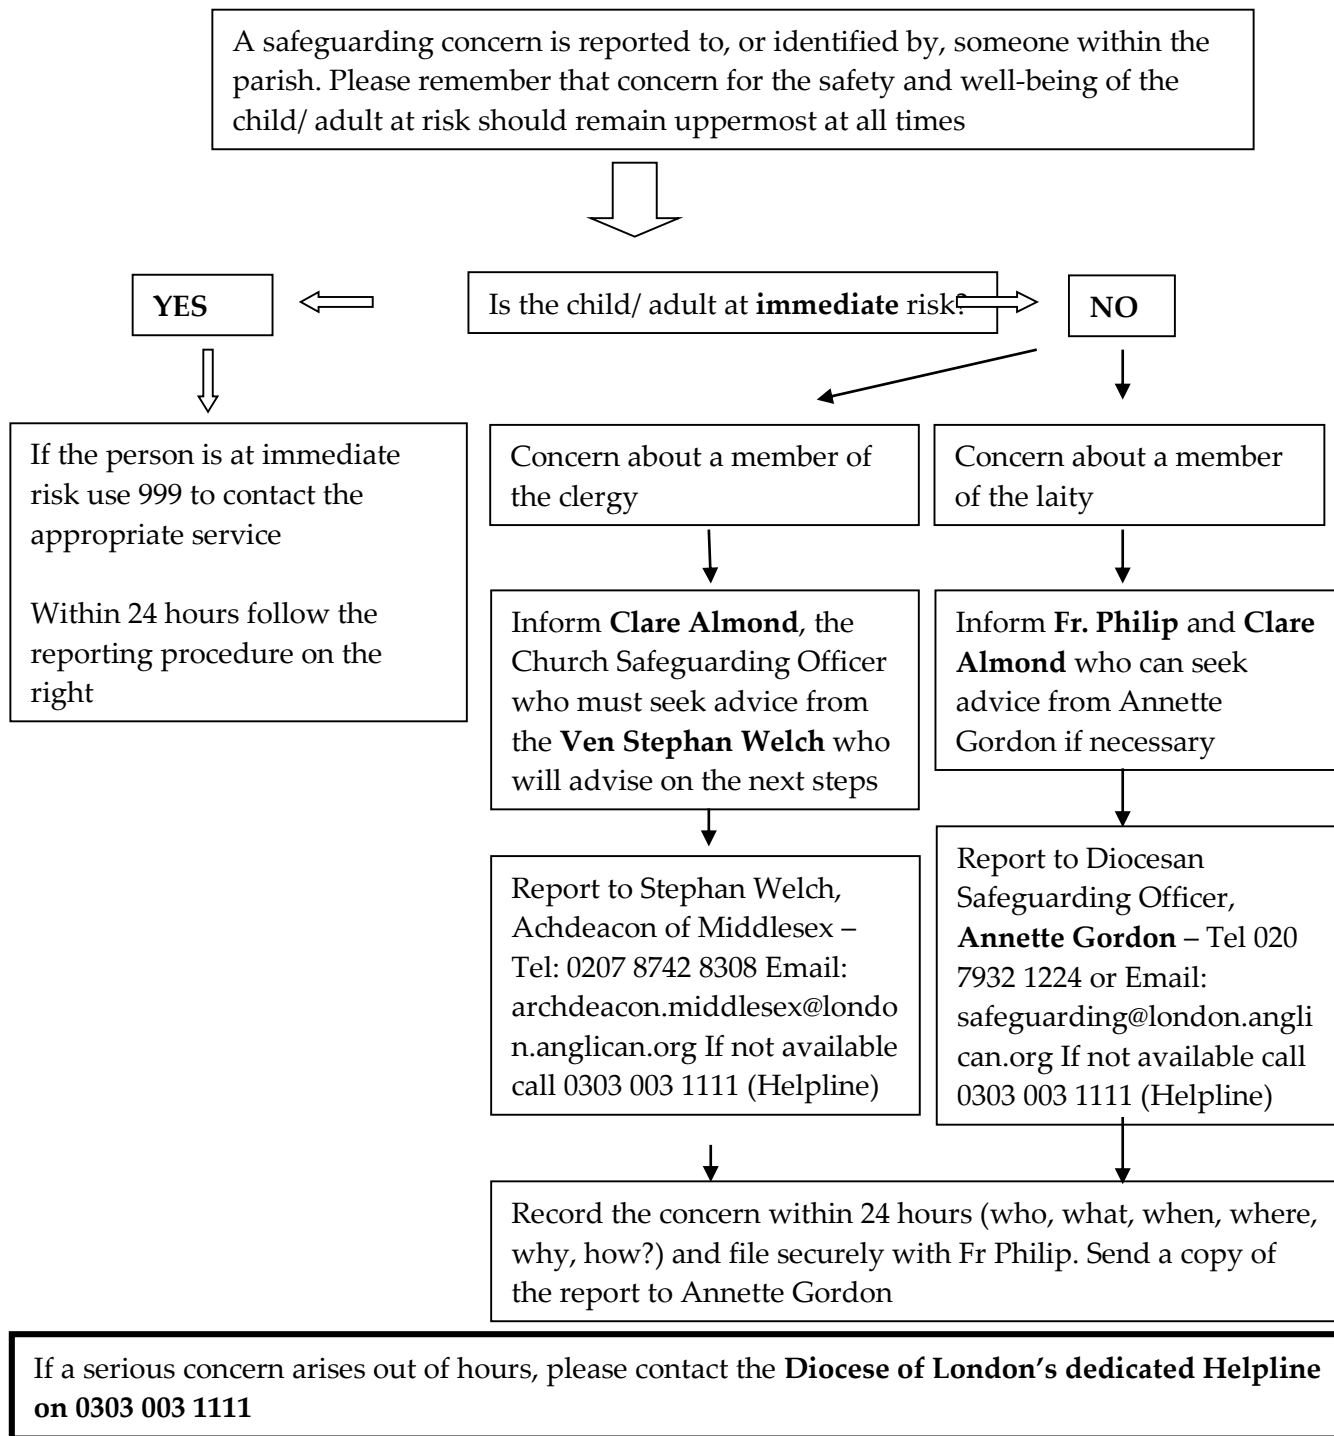 A safeguarding concern is reported to, or identified by, someone within the
parish. Please remember that concern for the safety and well-being of the
child/ adult at risk should remain uppermost at all times
YES
Is the child/ adult at immediate risk?
NO
If the person is at immediate
risk use 999 to contact the
appropriate service
Within 24 hours follow the
reporting procedure on the
right
Concern about a member of
the clergy
Concern about a member
of the laity
Inform Clare Almond, the
Church Safeguarding Officer
who must seek advice from
the Ven Stephan Welch who
will advise on the next steps
Inform Fr. Philip and Clare
Almond who can seek
advice from Annette
Gordon if necessary
Report to Stephan Welch,
Achdeacon of Middlesex –
Tel: 0207 8742 8308 Email:
archdeacon.middlesex@londo
n.anglican.org If not available
call 0303 003 1111 (Helpline)
Report to Diocesan
Safeguarding Officer,
Annette Gordon – Tel 020
7932 1224 or Email:
safeguarding@london.angli
can.org If not available call
0303 003 1111 (Helpline)
Record the concern within 24 hours (who, what, when, where,
why, how?) and file securely with Fr Philip. Send a copy of
the report to Annette Gordon
If a serious concern arises out of hours, please contact the Diocese of London's dedicated Helpline
on 0303 003 1111